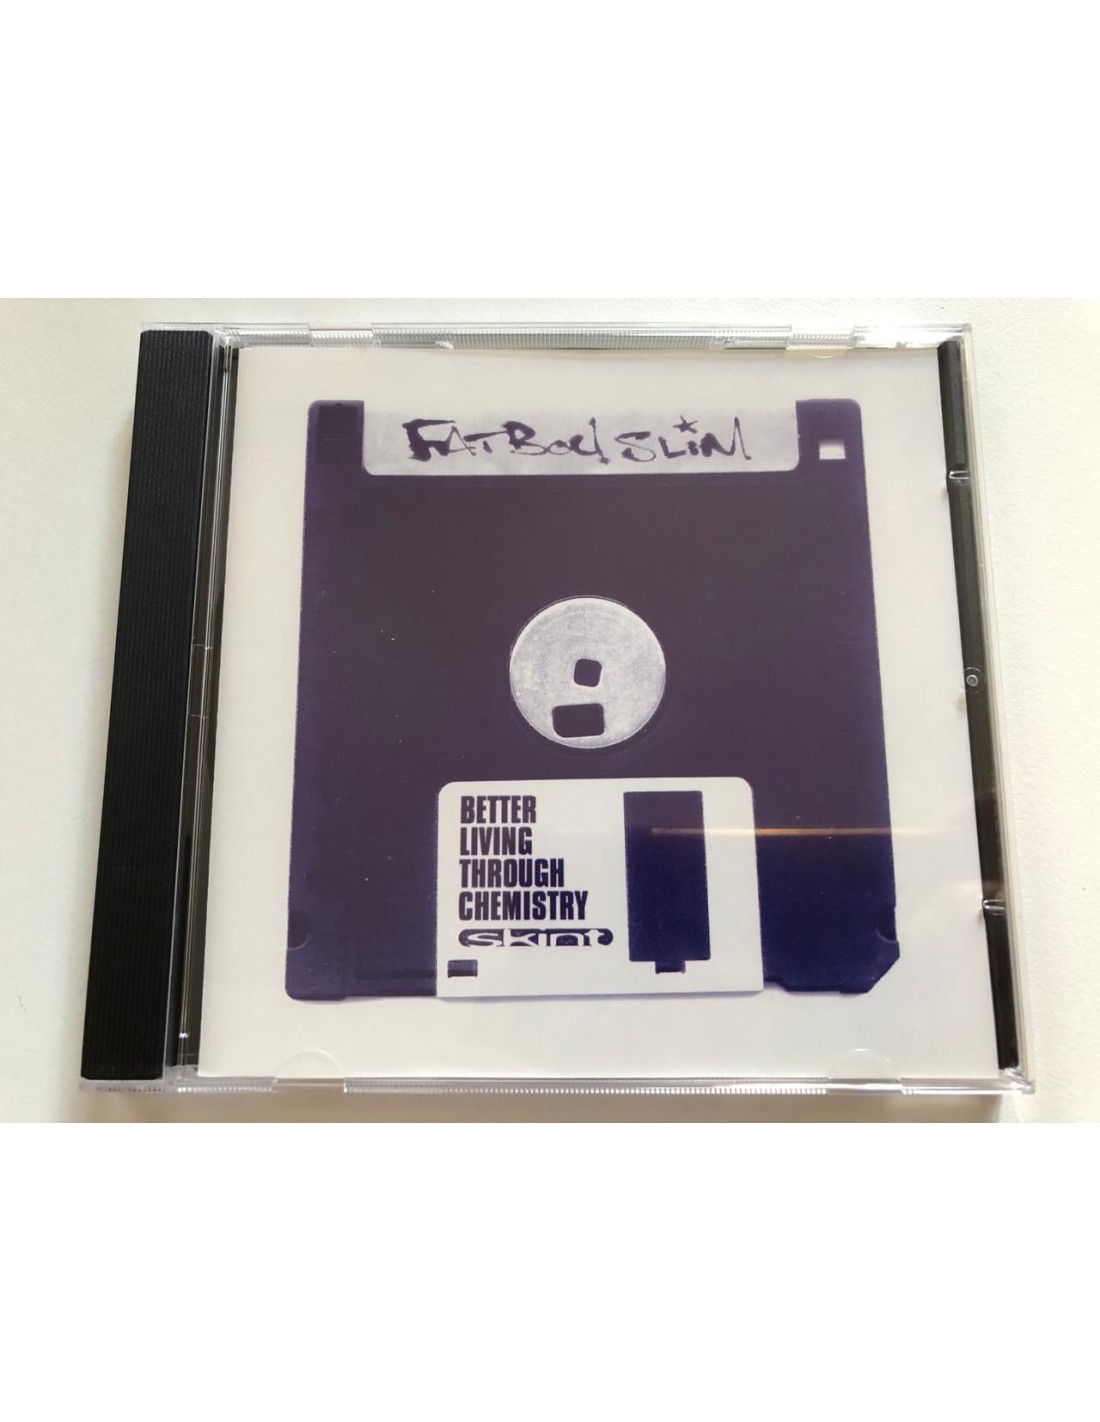 FATBOY SLIM
BETTER
LIVING
THROUGH
CHEMISTRY
skint